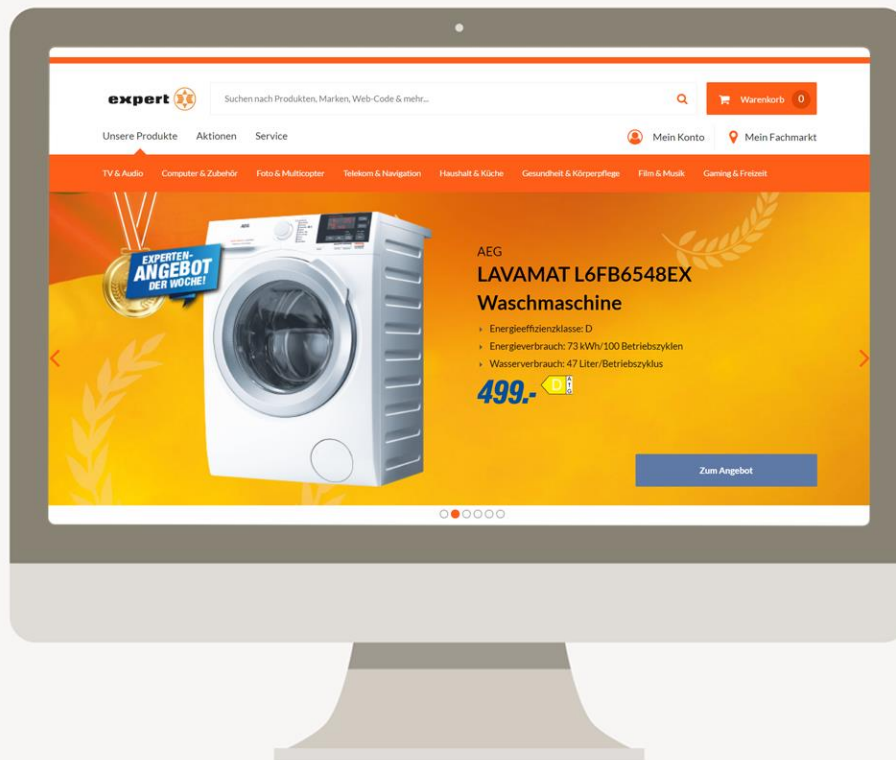 expert
Suchen nach Produkten, Marken, Web-Code & mehr...
Warenkorb 0
Unsere Produkte Aktionen Service
Mein Konto Mein Fachmarkt
TV & Audio Computer & Zubehör Foto & Multicopter Telekom & Navigation Haushalt & Küche Gesundheit & Körperpflege Film & Musik Gaming & Freizeit
EXPERTEN-
ANGEBOT
DER WOCHE!
AEG
AEG
LAVAMAT L6FB6548EX
Waschmaschine
Energieeffizienzklasse: D
Energieverbrauch: 73 kWh/100 Betriebszyklen
Wasserverbrauch: 47 Liter/Betriebszyklus
499.- D A G
Zum Angebot